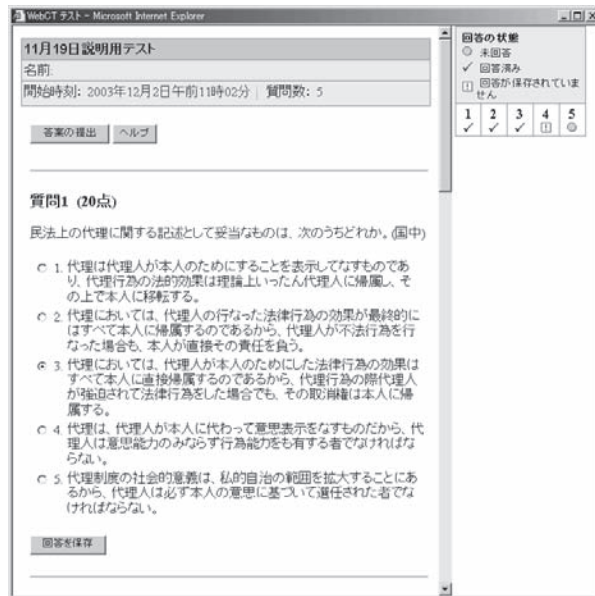 WebCT テスト - Microsoft Internet Explorer
11月19日説明用テスト
名前:
開始時刻: 2003年12月2日午前11時02分 | 質問数: 5
答案の提出 ヘルプ
質問1 (20点)
民法上の代理に関する記述として妥当なものは、次のうちどれか。(国中)
1. 代理は代理人が本人のためにすることを表示してなすものであ
り、代理行為の法的効果は理論上いったん代理人に帰属し、そ
の上で本人に移転する。
2. 代理においては、代理人の行なった法律行為の効果が最終的に
はすべて本人に帰属するのであるから、代理人が不法行為を行
なった場合も、本人が直接その責任を負う。
3. 代理においては、代理人が本人のためにした法律行為の効果は
すべて本人に直接帰属するのであるから、代理行為の際代理人
が強迫されて法律行為をした場合でも、その取消権は本人に帰
属する。
4. 代理は、代理人が本人に代わって意思表示をなすものだから、代
理人は意思能力のみならず行為能力をも有する者でなければな
らない。
5. 代理制度の社会的意義は、私的自治の範囲を拡大することにあ
るから、代理人は必ず本人の意思に基づいて選任された者でな
ければならない。
回答を保存
回答の状態
未回答
回答済み
回答が保存されていま
せん
1 2 3 4 5